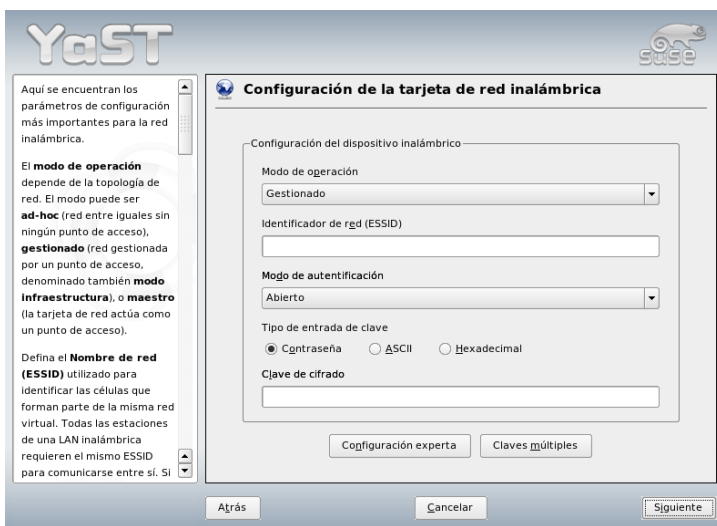 YaST
suse
Aquí se encuentran los
parámetros de configuración
más importantes para la red
inalámbrica.
El modo de operación
depende de la topología de
red. El modo puede ser
ad-hoc (red entre iguales sin
ningún punto de acceso),
gestionado (red gestionada
por un punto de acceso,
denominado también modo
infraestructura), o maestro
(la tarjeta de red actúa como
un punto de acceso).
Defina el Nombre de red
(ESSID) utilizado para
identificar las células que
forman parte de la misma red
virtual. Todas las estaciones
de una LAN inalámbrica
requieren el mismo ESSID
para comunicarse entre sí. Si
Configuración de la tarjeta de red inalámbrica
Configuración del dispositivo inalámbrico
Modo de operación
Gestionado
Identificador de red (ESSID)
Modo de autentificación
Abierto
Tipo de entrada de clave
Contraseña ASCII Hexadecimal
Clave de cifrado
Configuración experta Claves múltiples
Atrás Cancelar Siguiente